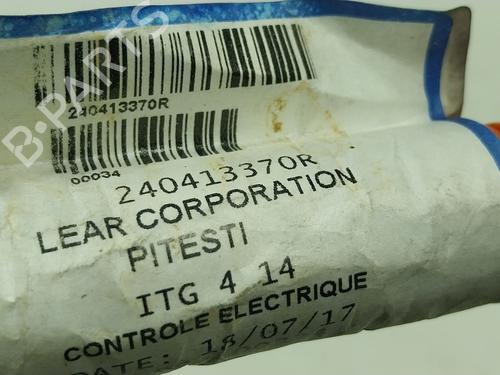 240413370R
00034
240413370R
LEAR CORPORATION
PITESTI
ITG 4 14
CONTROLE ELECTRIQUE
DATE: 18/07/17
B-PARTS